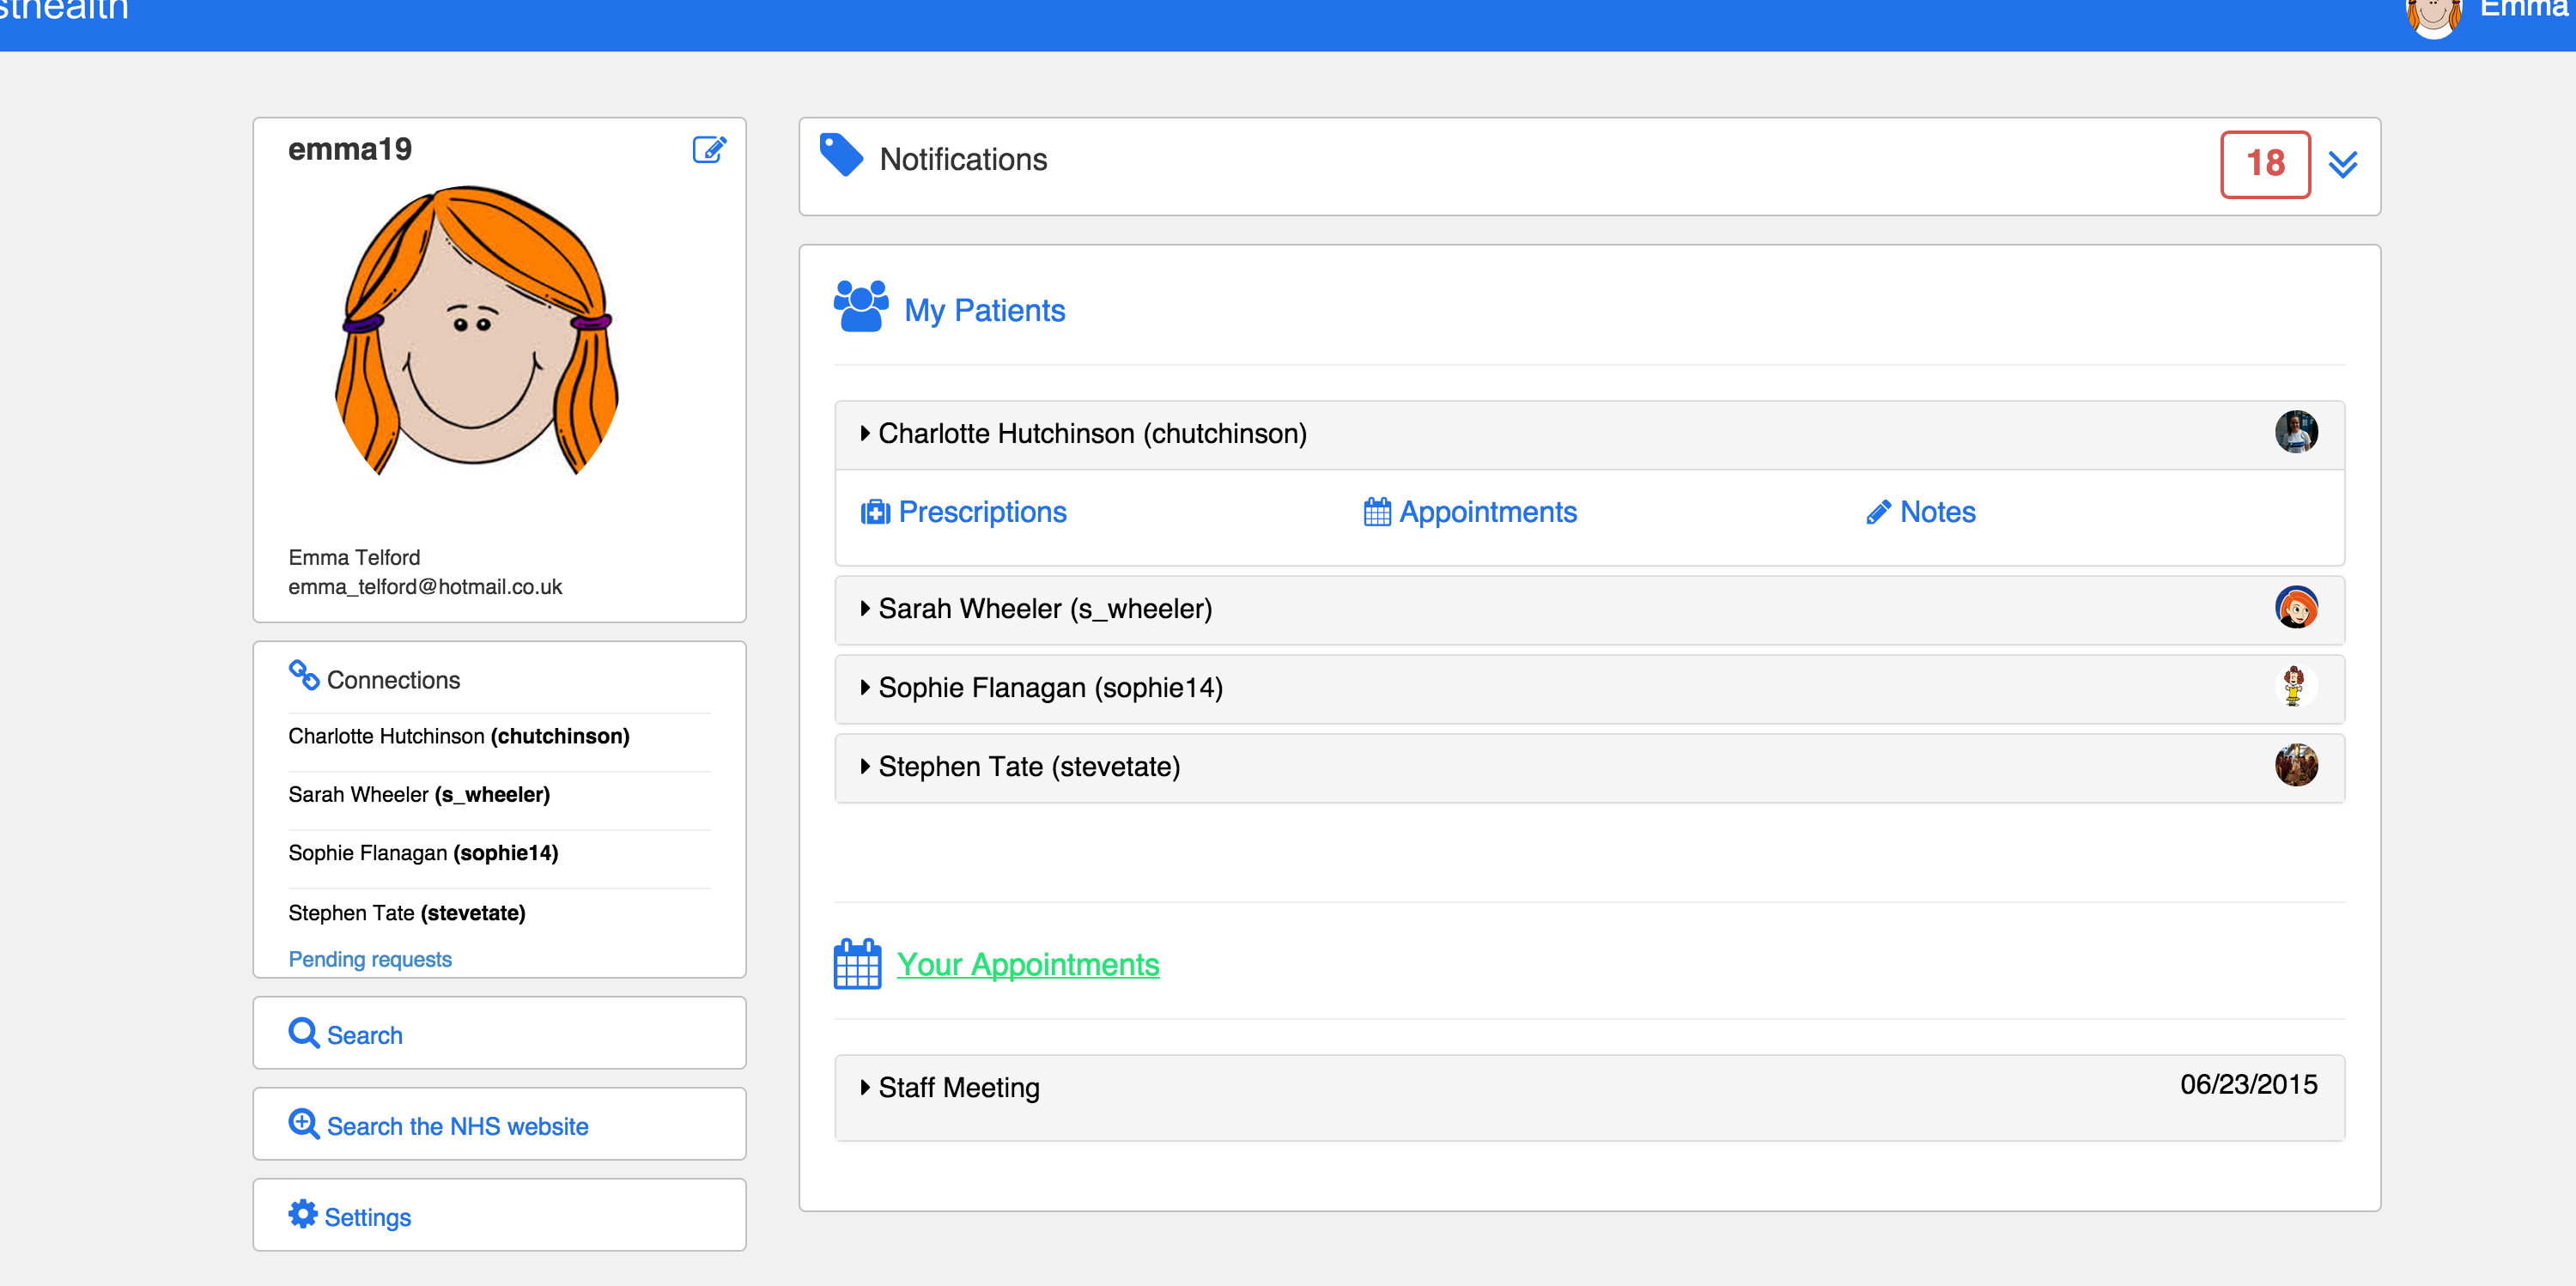 Emma
emma19
Emma Telford
emma_telford@hotmail.co.uk
Connections
Charlotte Hutchinson (chutchinson)
Sarah Wheeler (s_wheeler)
Sophie Flanagan (sophie14)
Stephen Tate (stevetate)
Pending requests
Search
Search the NHS website
Settings
Notifications
18
My Patients
Charlotte Hutchinson (chutchinson)
Prescriptions Appointments Notes
Sarah Wheeler (s_wheeler)
Sophie Flanagan (sophie14)
Stephen Tate (stevetate)
Your Appointments
Staff Meeting 06/23/2015